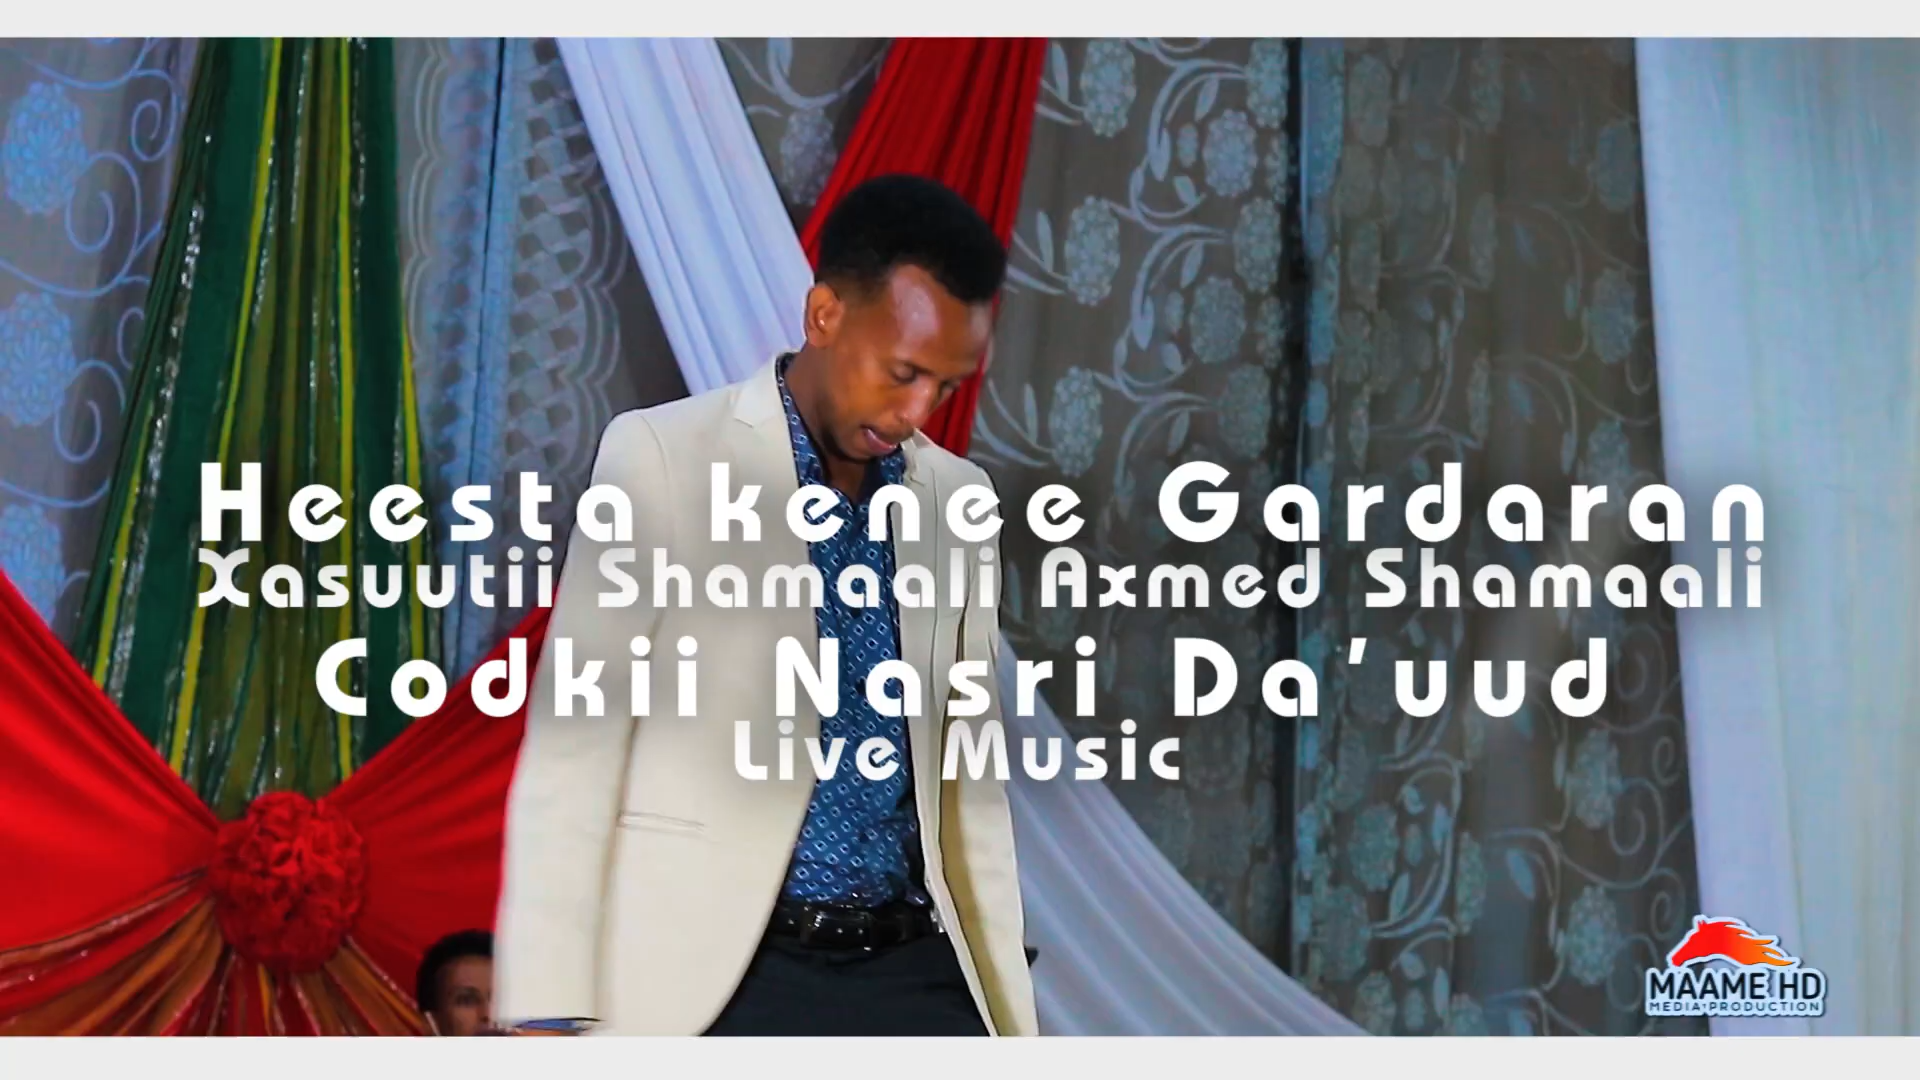 Heesta kenee Gardaran
Xasuutii Shamaali Axmed Shamaali
Codkii Nasri Da'uud
Live Music
MAAME HD
MEDIA PRODUCTION